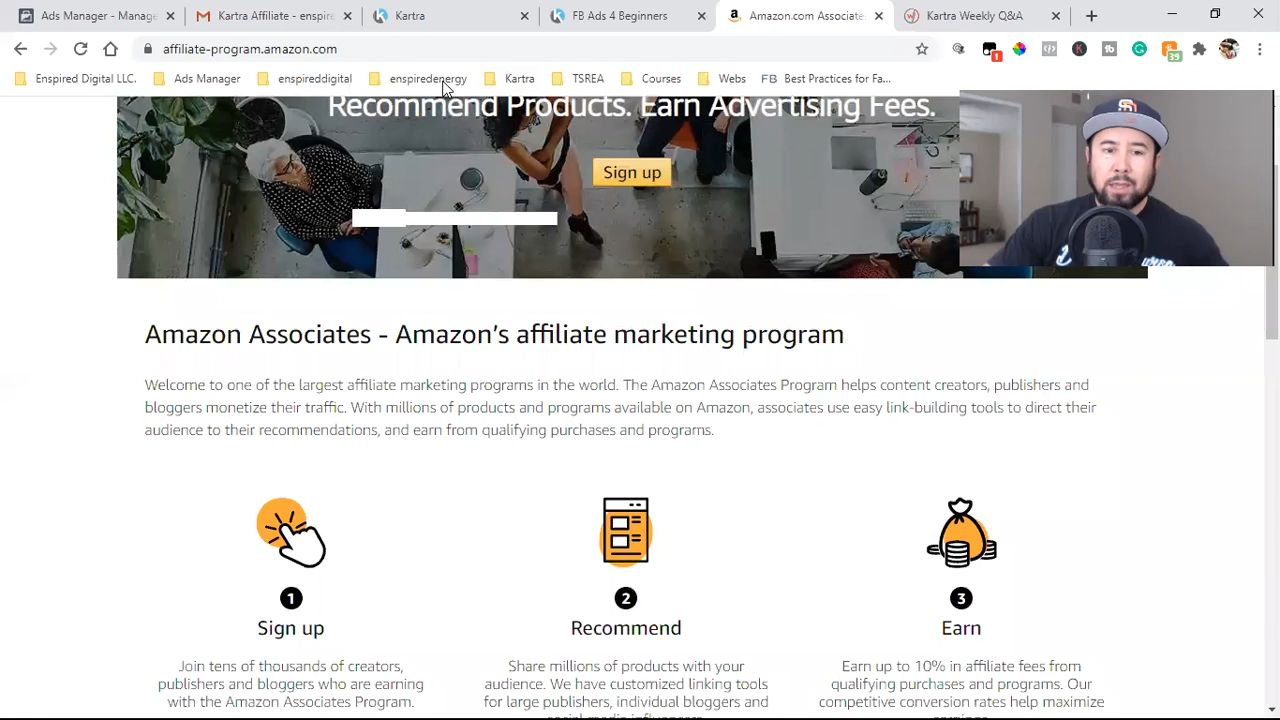 Ads Manager - Manage
Kartra Affiliate - enspire
Kartra
FB Ads 4 Beginners
Amazon.com Associate
Kartra Weekly Q&A
affiliate-program.amazon.com
1
39
Enspired Digital LLC.
Ads Manager
enspireddigital
enspiredenergy
Kartra
TSREA
Courses
Webs
FB Best Practices for Fa...
Recommend Products. Earn Advertising Fees.
Sign up
Amazon Associates - Amazon's affiliate marketing program
Welcome to one of the largest affiliate marketing programs in the world. The Amazon Associates Program helps content creators, publishers and
bloggers monetize their traffic. With millions of products and programs available on Amazon, associates use easy link-building tools to direct their
audience to their recommendations, and earn from qualifying purchases and programs.
1
Sign up
Join tens of thousands of creators,
publishers and bloggers who are earning
with the Amazon Associates Program.
2
Recommend
Share millions of products with your
audience. We have customized linking tools
for large publishers, individual bloggers and
social media influencers.
3
Earn
Earn up to 10% in affiliate fees from
qualifying purchases and programs. Our
competitive conversion rates help maximize
earnings.